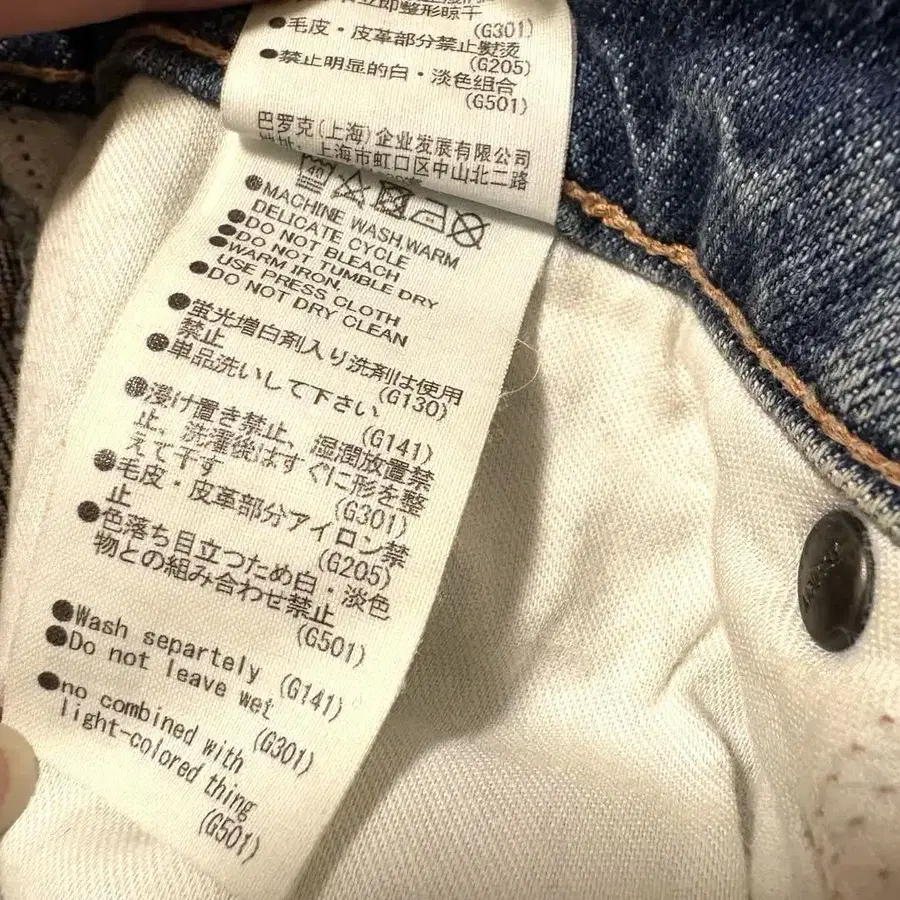 立即整形晾干
(G301)
●毛皮・皮革部分禁止熨烫
(G205)
●禁止明显的白・淡色组合
(G501)
巴罗克(上海)企业发展有限公司
上海市虹口区中山北二路
40
●MACHINE WASH,WARM
DELICATE CYCLE
●DO NOT BLEACH
●DO NOT TUMBLE DRY
●WARM IRON,
USE PRESS CLOTH
●DO NOT DRY CLEAN
●蛍光増白剤入り洗剤は使用
禁止
(G130)
●単品洗いして下さい
(G141)
●浸け置き禁止、湿潤放置禁
止、洗濯後はすぐに形を整
えて干す
(G301)
●毛皮・皮革部分アイロン禁
止
(G205)
●色落ち目立つため白・淡色
物との組み合わせ禁止
(G501)
●Wash separtely
(G141)
●Do not leave wet
(G301)
●no combined with
light-colored thing
(G501)